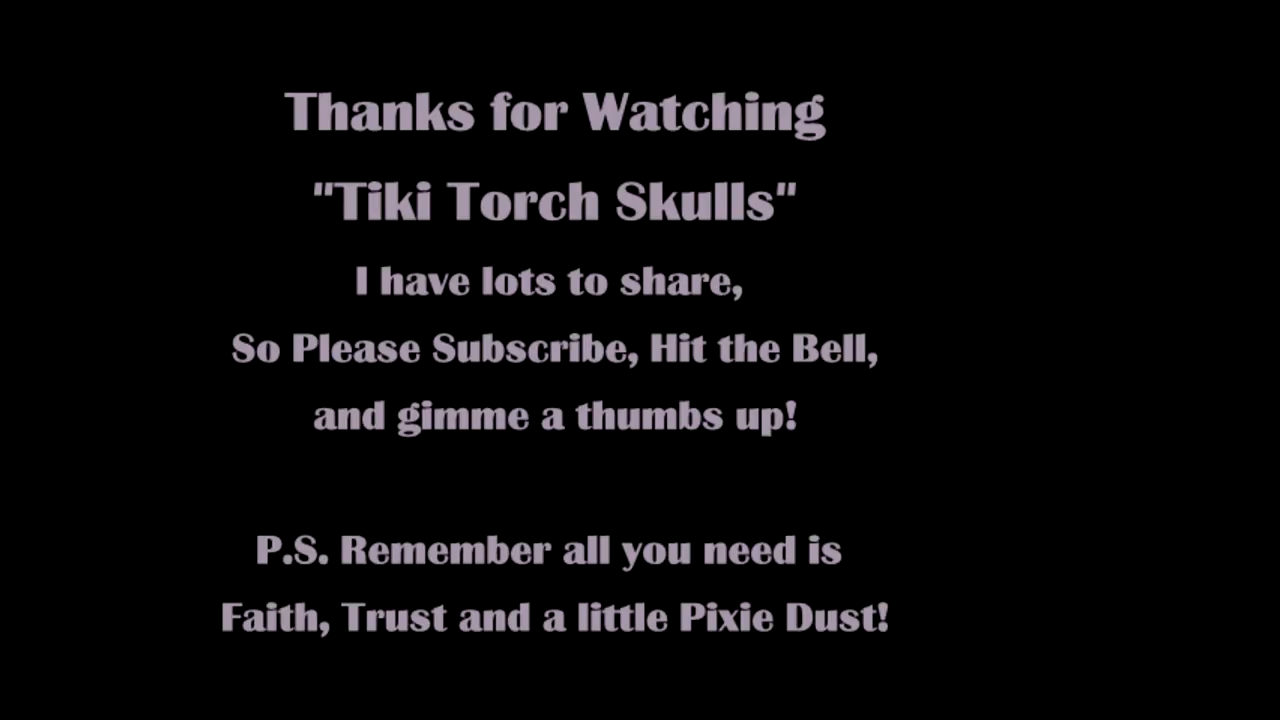 Thanks for Watching
"Tiki Torch Skulls"
I have lots to share,
So Please Subscribe, Hit the Bell,
and gimme a thumbs up!
P.S. Remember all you need is
Faith, Trust and a little Pixie Dust!